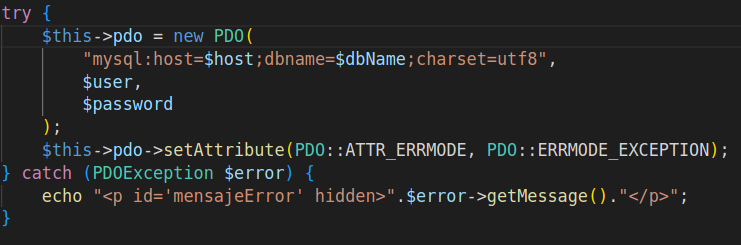 try {
    $this->pdo = new PDO(
        "mysql:host=$host;dbname=$dbName;charset=utf8",
        $user,
        $password
    );
    $this->pdo->setAttribute(PDO::ATTR_ERRMODE, PDO::ERRMODE_EXCEPTION);
} catch (PDOException $error) {
    echo "<p id='mensajeError' hidden>".$error->getMessage()."</p>";
}